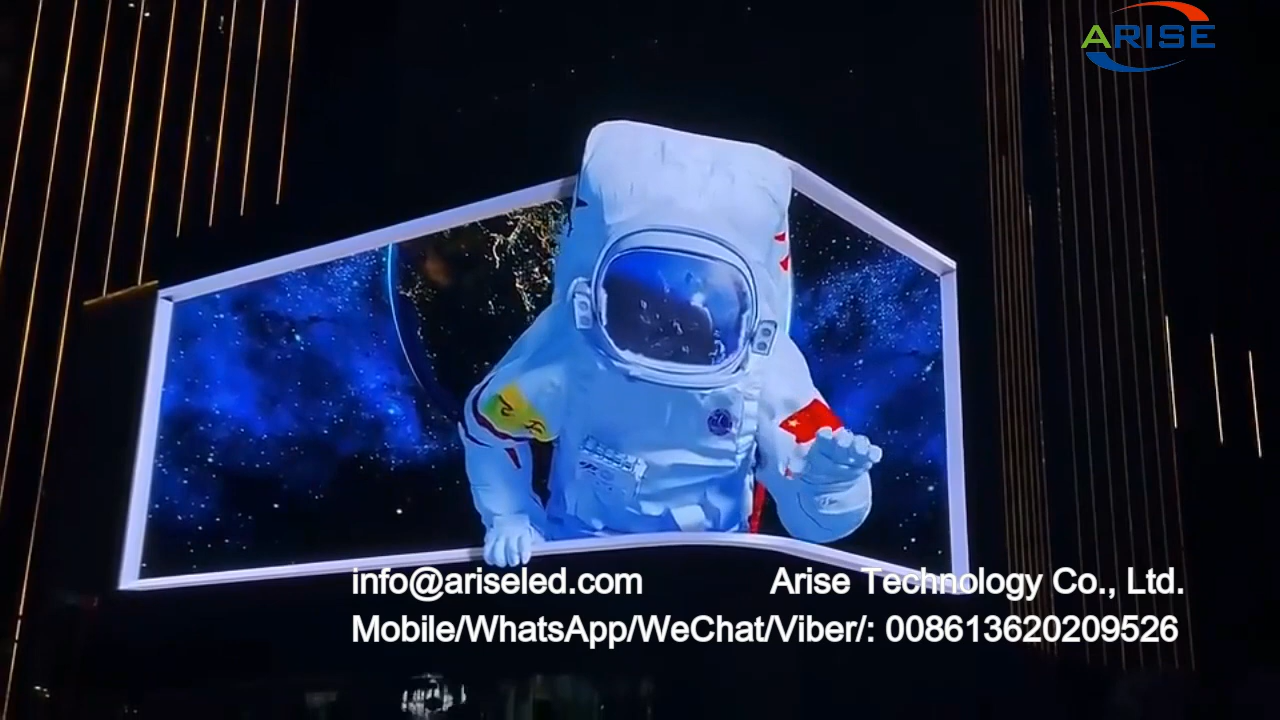 ARISE
info@ariseled.com Arise Technology Co., Ltd.
Mobile/WhatsApp/WeChat/Viber/: 008613620209526